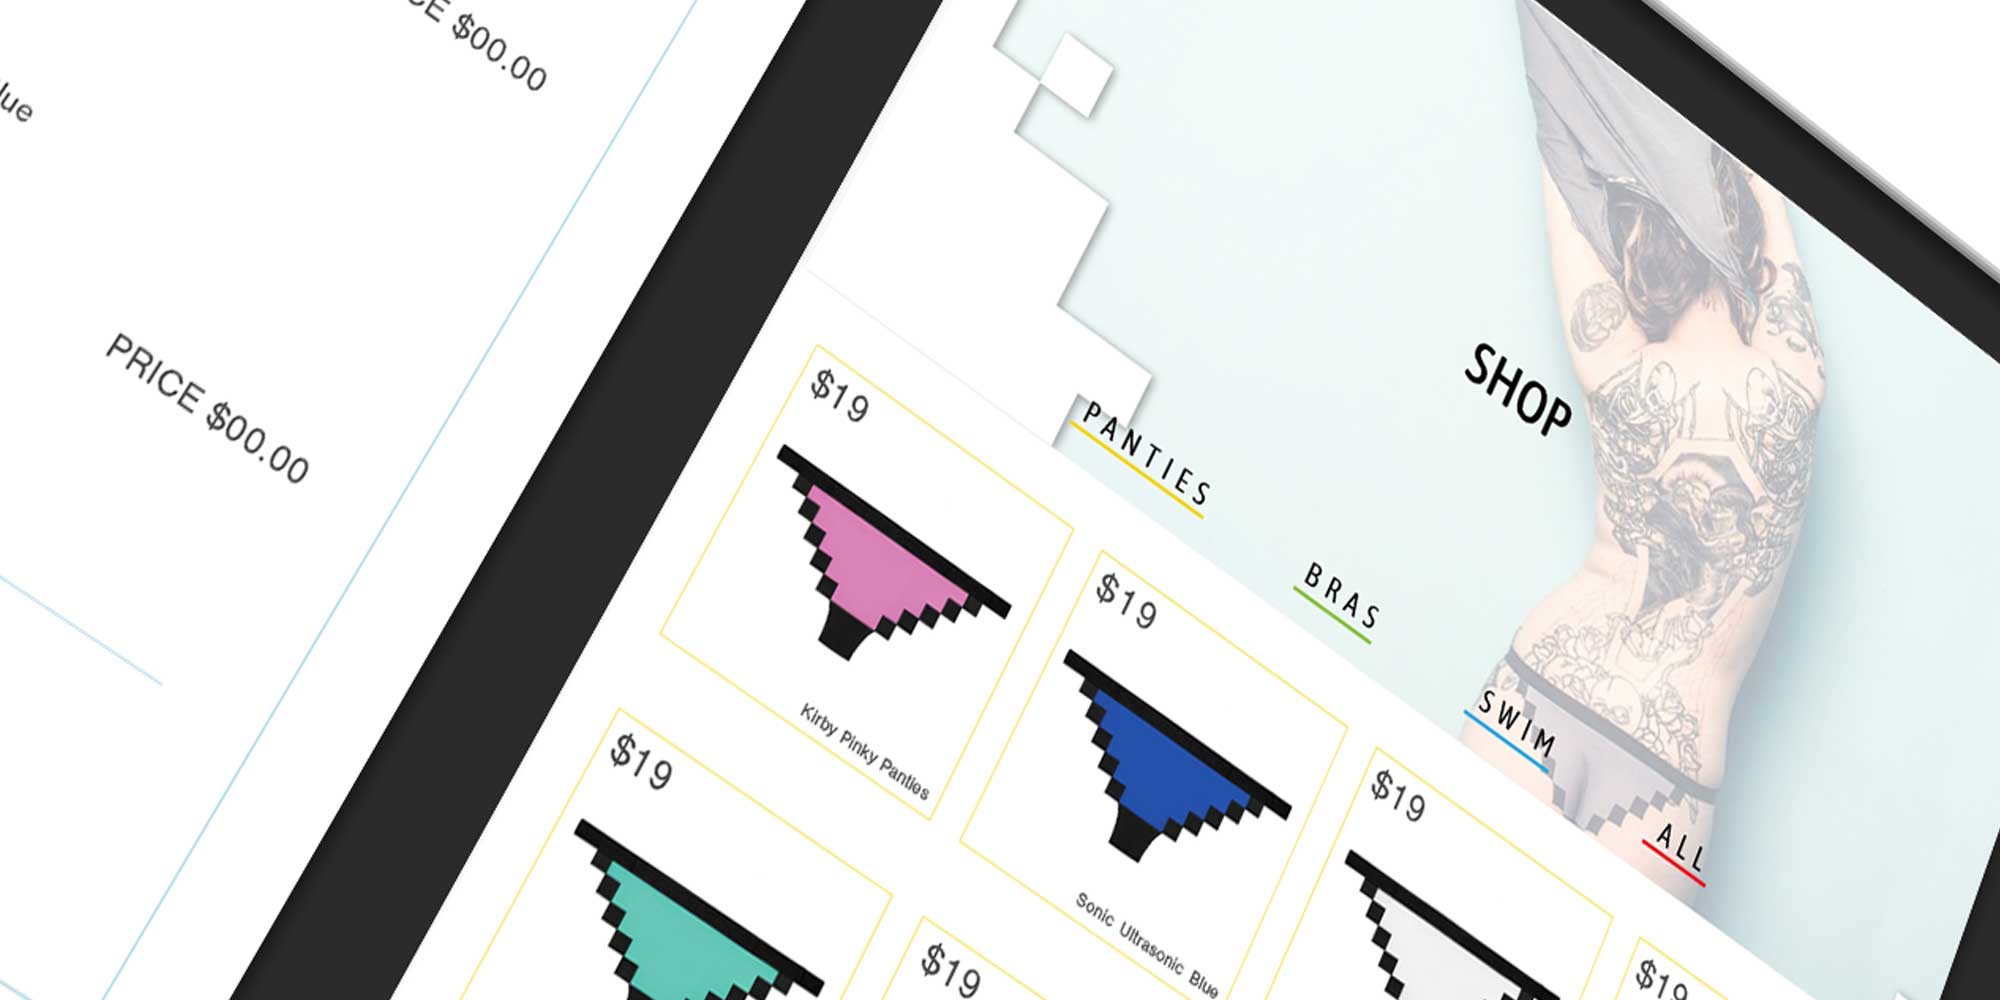 $00.00
PRICE $00.00
SHOP
PANTIES
BRAS
SWIM
ALL
$19
Kirby Pinky Panties
$19
Sonic Ultrasonic Blue
$19
$19
$19
$19